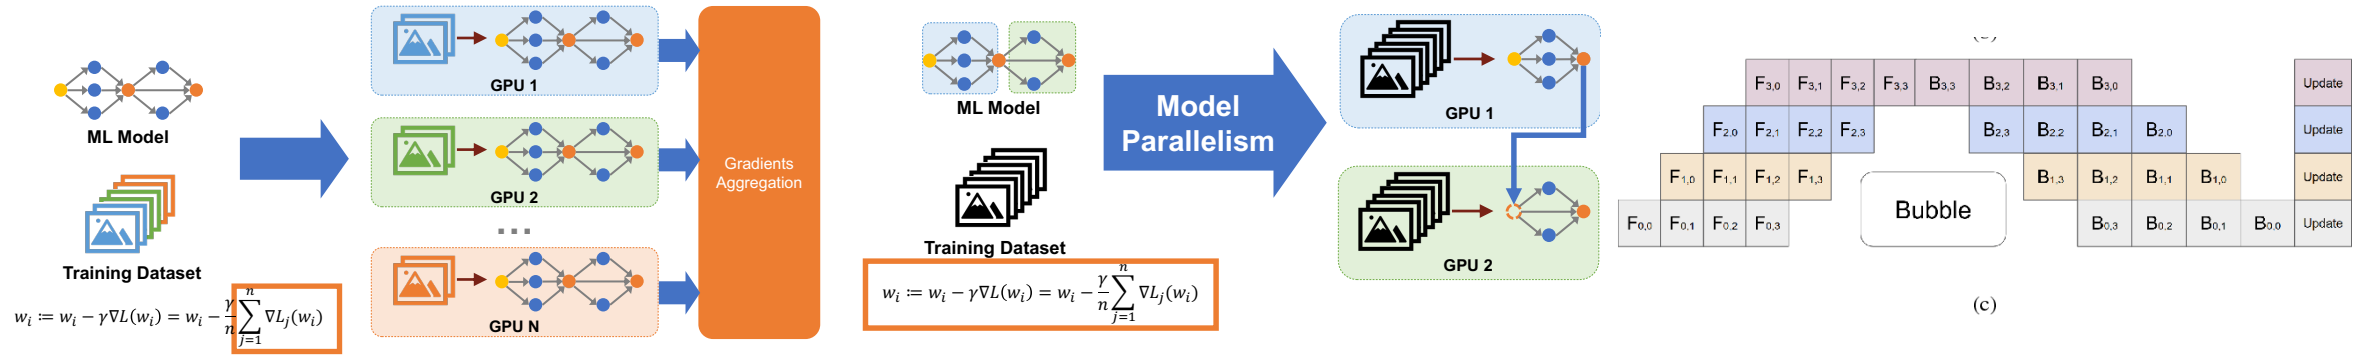 ML Model
Training Dataset
w_i ≔ w_i − γ∇L(w_i) = w_i − γ/n ∑_{j=1}^{n} ∇L_j(w_i)
GPU 1
GPU 2
...
GPU N
Gradients
Aggregation
ML Model
Training Dataset
w_i ≔ w_i − γ∇L(w_i) = w_i − γ/n ∑_{j=1}^{n} ∇L_j(w_i)
Model
Parallelism
GPU 1
GPU 2
F3,0 F3,1 F3,2 F3,3 B3,3 B3,2 B3,1 B3,0 Update
F2,0 F2,1 F2,2 F2,3 B2,3 B2,2 B2,1 B2,0 Update
F1,0 F1,1 F1,2 F1,3 B1,3 B1,2 B1,1 B1,0 Update
F0,0 F0,1 F0,2 F0,3 Bubble B0,3 B0,2 B0,1 B0,0 Update
(c)